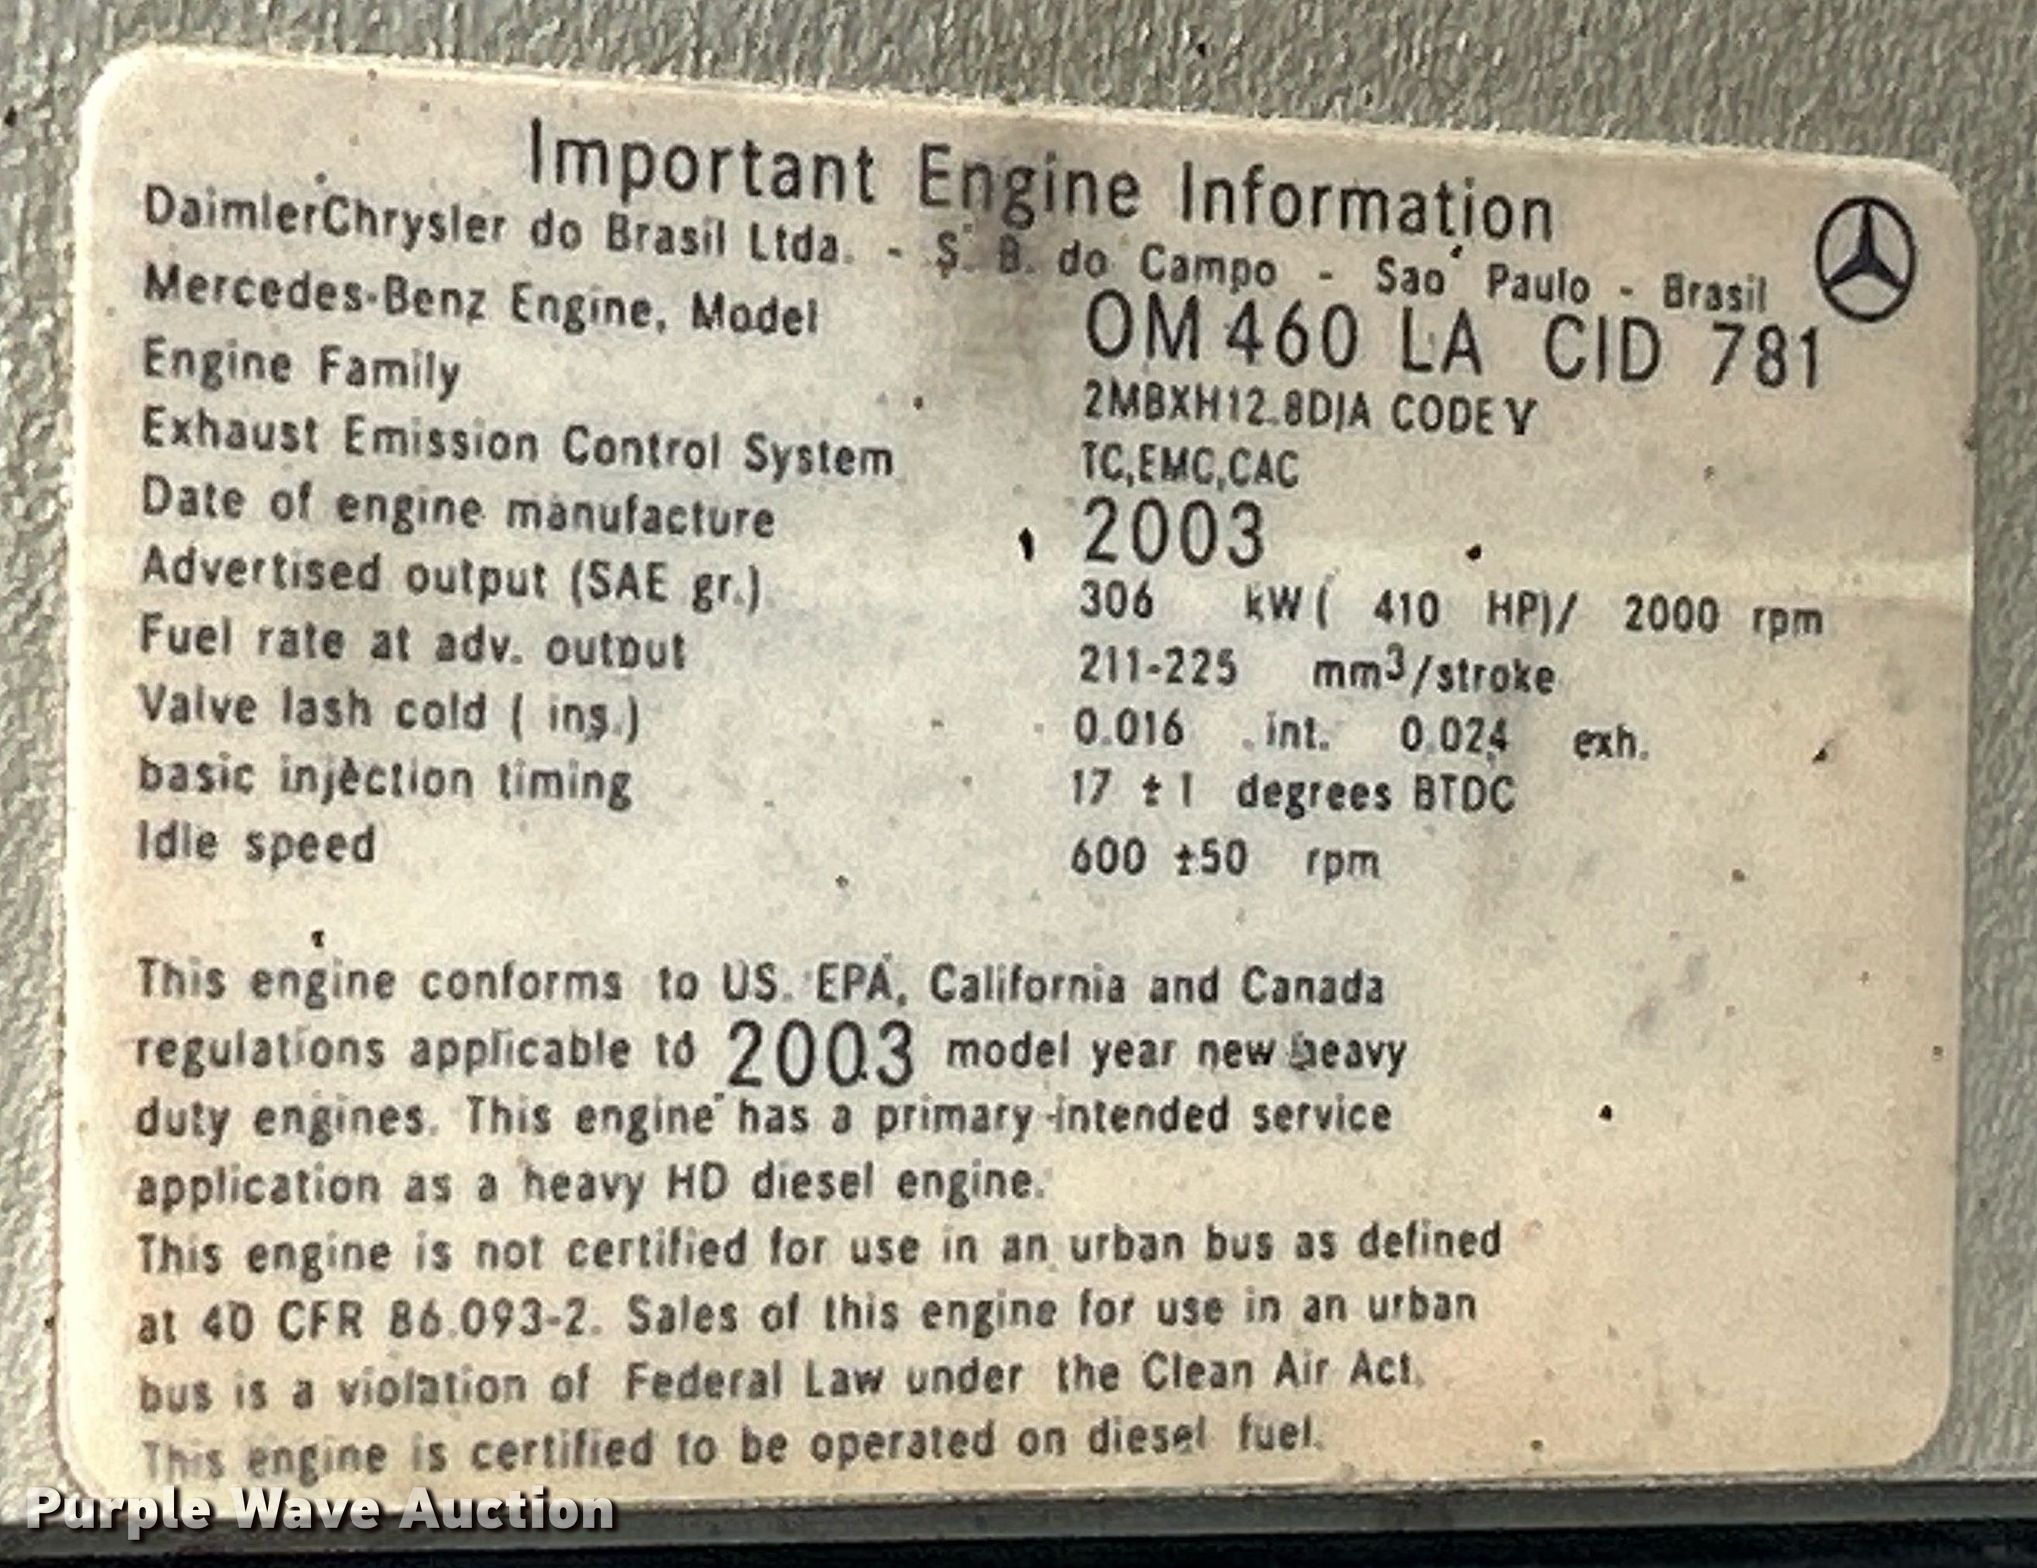 Important Engine Information
DaimlerChrysler do Brasil Ltda. - S. B. do Campo - Sao Paulo - Brasil
Mercedes-Benz Engine, Model OM 460 LA CID 781
Engine Family 2MBXH12.8DJA CODE V
Exhaust Emission Control System TC,EMC,CAC
Date of engine manufacture 2003
Advertised output (SAE gr.) 306 kW ( 410 HP)/ 2000 rpm
Fuel rate at adv. output 211-225 mm³/stroke
Valve lash cold ( ins.) 0.016 int. 0.024 exh.
basic injection timing 17 ±1 degrees BTDC
Idle speed 600 ±50 rpm
This engine conforms to US. EPA, California and Canada
regulations applicable to 2003 model year new heavy
duty engines. This engine has a primary intended service
application as a heavy HD diesel engine.
This engine is not certified for use in an urban bus as defined
at 40 CFR 86.093-2. Sales of this engine for use in an urban
bus is a violation of Federal Law under the Clean Air Act.
This engine is certified to be operated on diesel fuel.
Purple Wave Auction